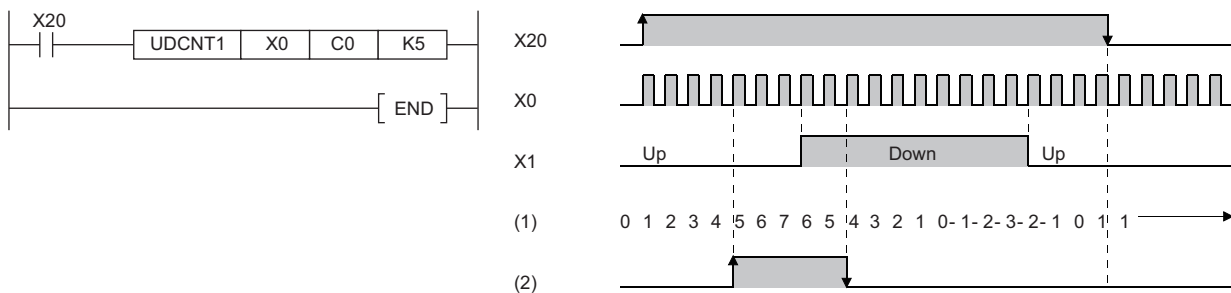 X20
UDCNT1 X0 C0 K5
END
X20
X0
X1 Up Down Up
(1) 0 1 2 3 4 5 6 7 6 5 4 3 2 1 0 -1 -2 -3 -2 -1 0 1 1
(2)